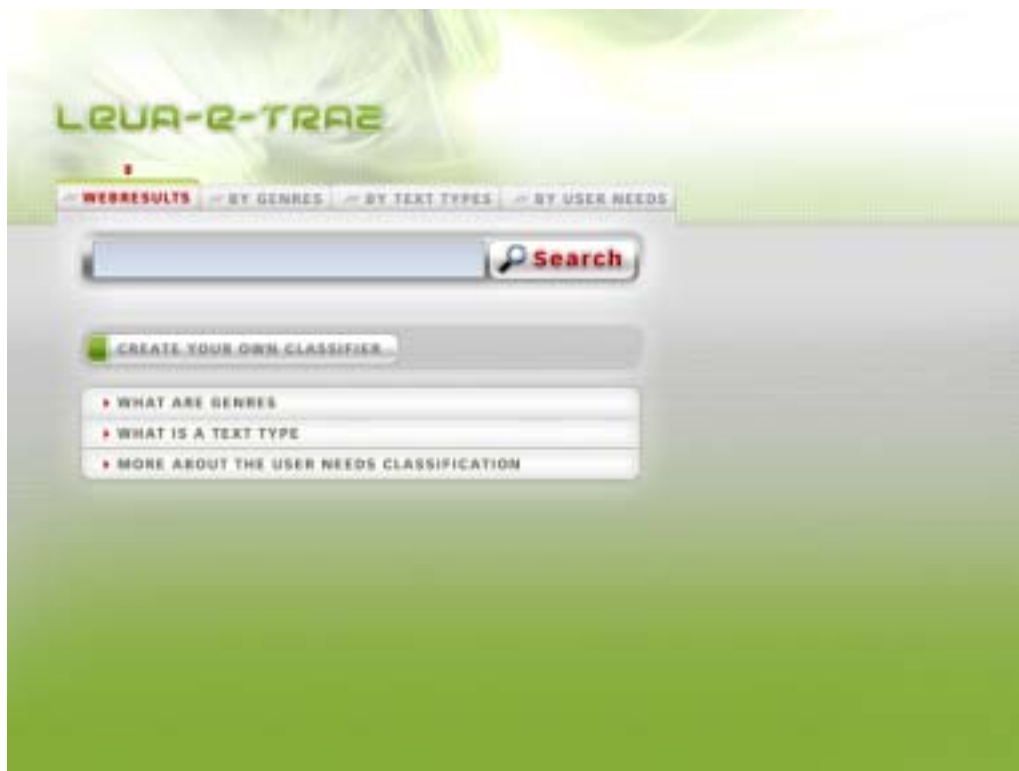 Leva-e-Traz
WEBRESULTS BY GENRES BY TEXT TYPES BY USER NEEDS
Search
CREATE YOUR OWN CLASSIFIER
WHAT ARE GENRES
WHAT IS A TEXT TYPE
MORE ABOUT THE USER NEEDS CLASSIFICATION